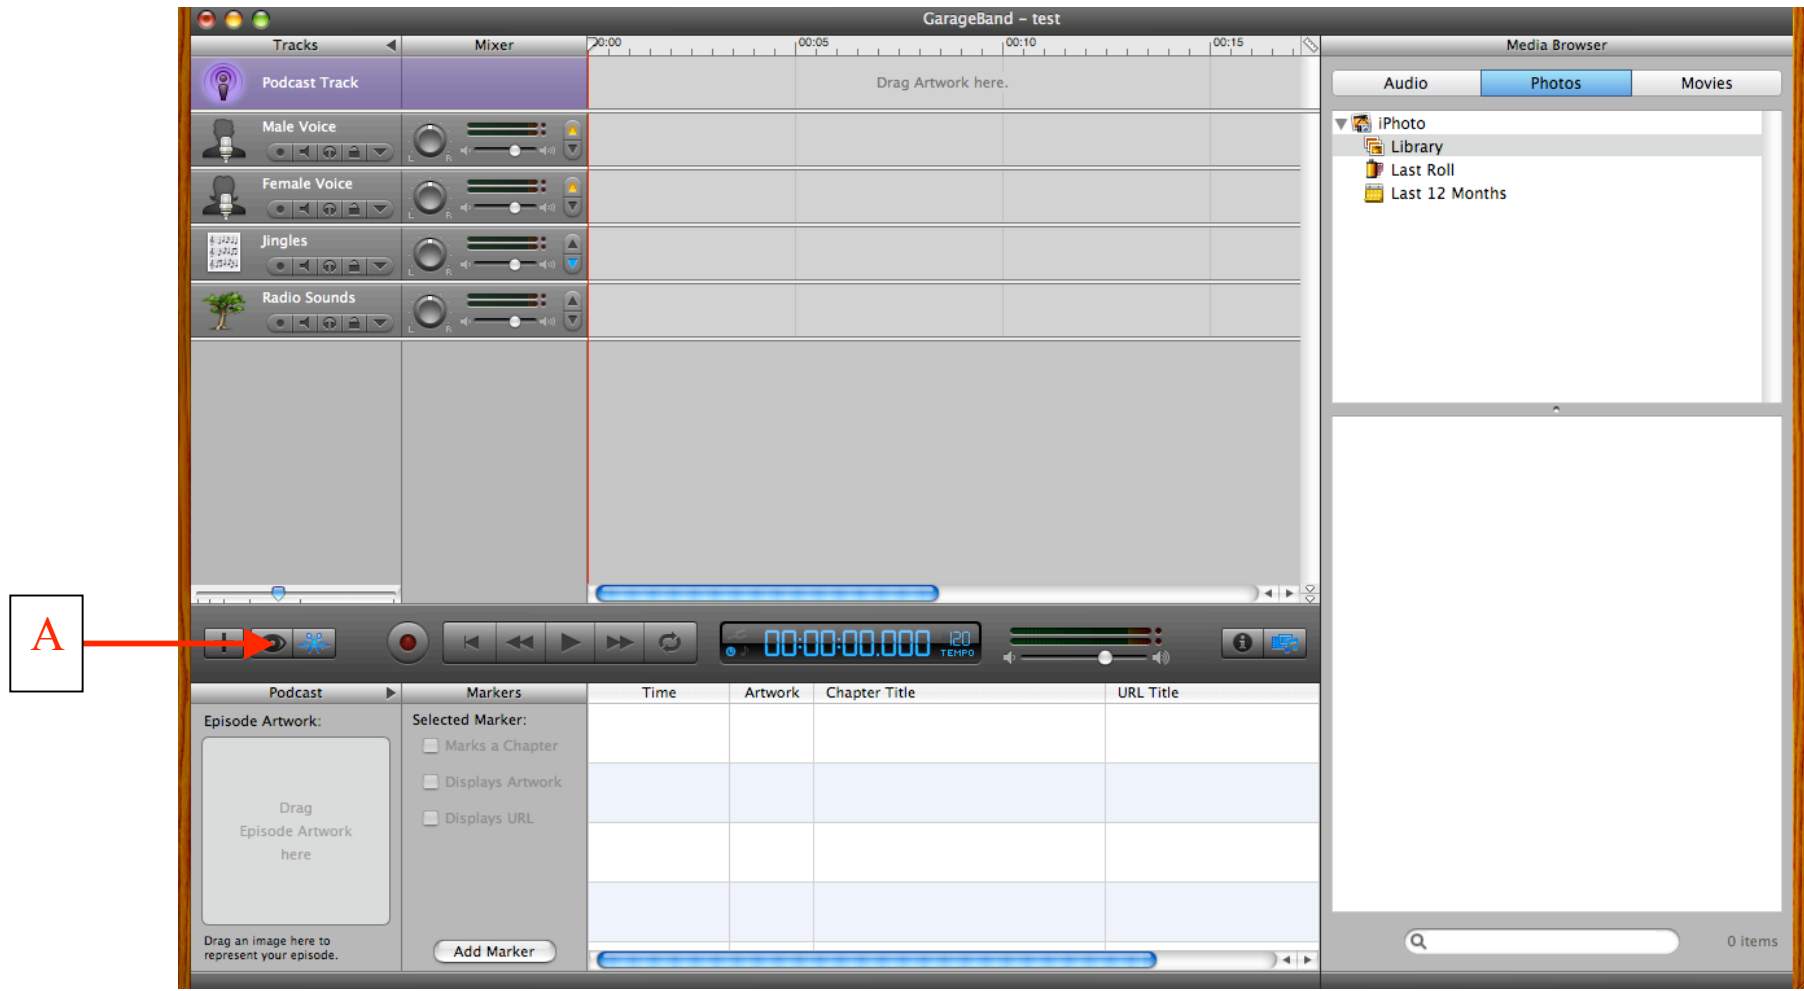 GarageBand – test
Tracks
Mixer
00:00
00:05
00:10
00:15
Media Browser
Podcast Track
Drag Artwork here.
Audio
Photos
Movies
Male Voice
L R
iPhoto
Library
Last Roll
Last 12 Months
Female Voice
L R
Jingles
L R
Radio Sounds
L R
A
00:00:00.000
120
TEMPO
Podcast
Markers
Time
Artwork
Chapter Title
URL Title
Episode Artwork:
Selected Marker:
Marks a Chapter
Displays Artwork
Displays URL
Drag
Episode Artwork
here
Drag an image here to
represent your episode.
Add Marker
0 items